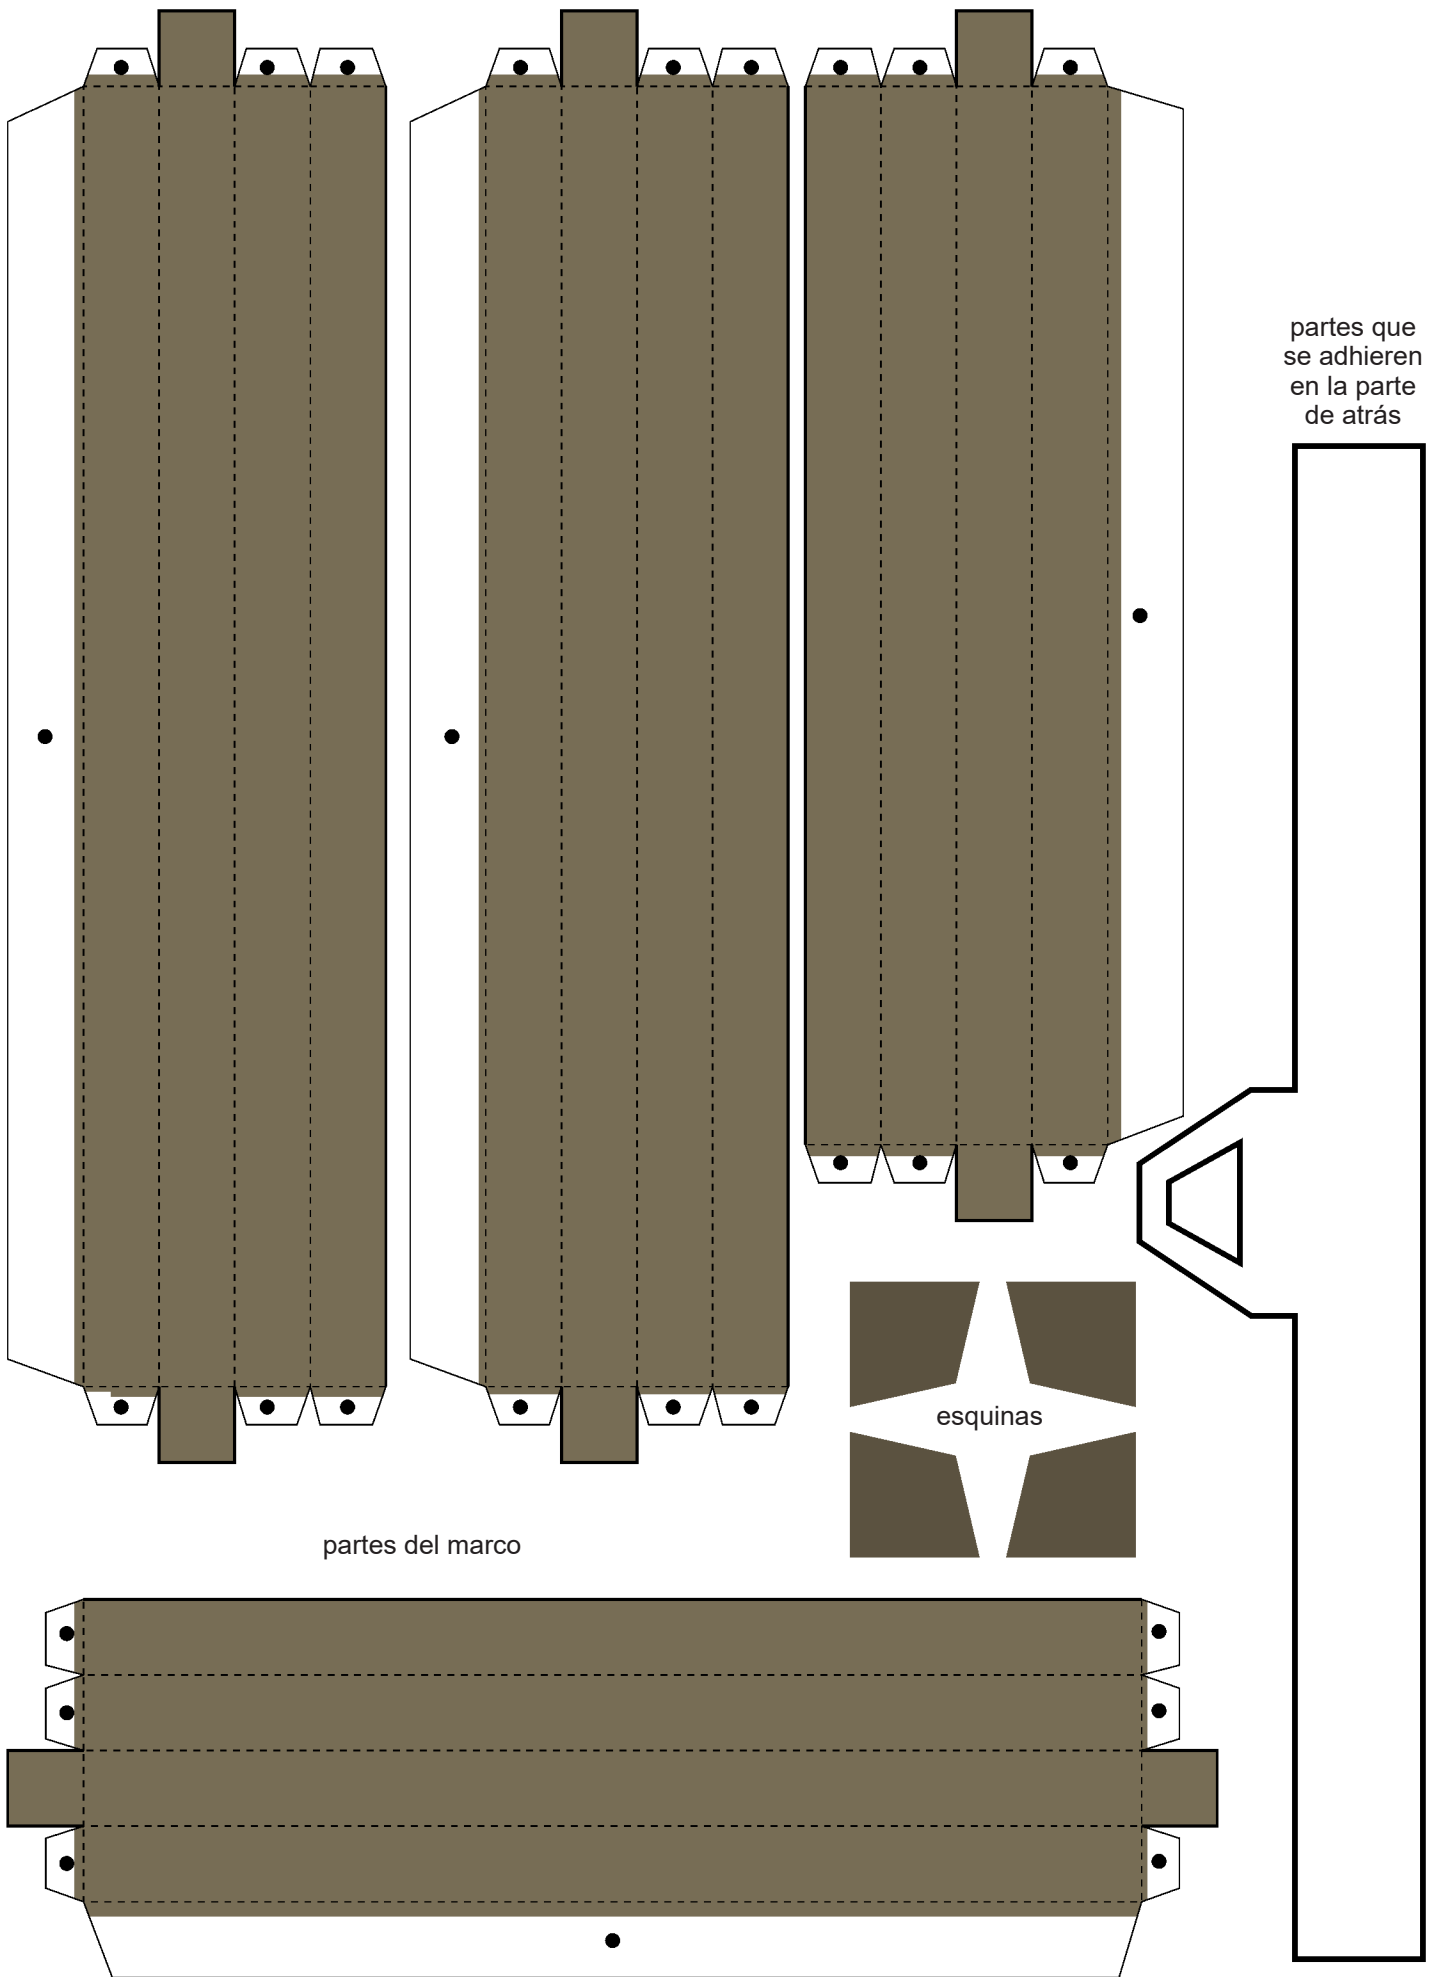 partes que
se adhieren
en la parte
de atrás
esquinas
partes del marco